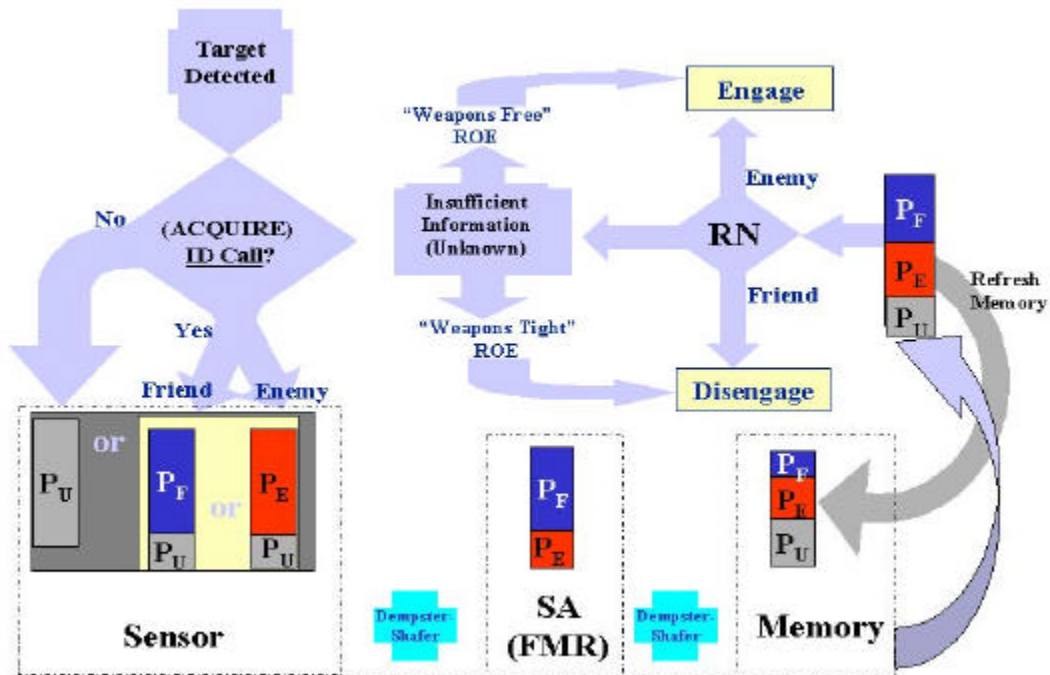 Target
Detected
No
(ACQUIRE)
ID Call?
Yes
Friend
Enemy
"Weapons Free"
ROE
Insufficient
Information
(Unknown)
"Weapons Tight"
ROE
Engage
Enemy
RN
Friend
Disengage
PF
PE
PU
Refresh
Memory
PU
or
PF
PU
or
PE
PU
Sensor
Dempster-
Shafer
PF
PE
SA
(FMR)
Dempster-
Shafer
PF
PE
PU
Memory